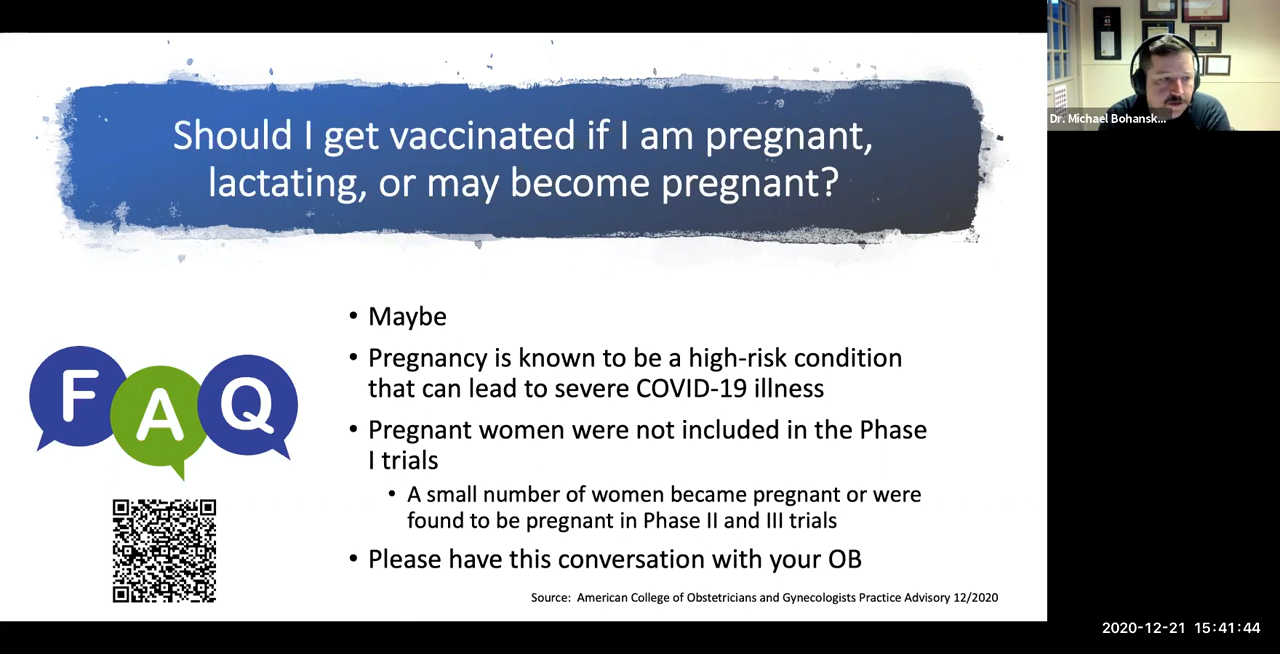 Should I get vaccinated if I am pregnant,
lactating, or may become pregnant?
• Maybe
• Pregnancy is known to be a high-risk condition
that can lead to severe COVID-19 illness
• Pregnant women were not included in the Phase
I trials
• A small number of women became pregnant or were
found to be pregnant in Phase II and III trials
• Please have this conversation with your OB
F A Q
Source: American College of Obstetricians and Gynecologists Practice Advisory 12/2020
Dr. Michael Bohansk...
2020-12-21 15:41:44